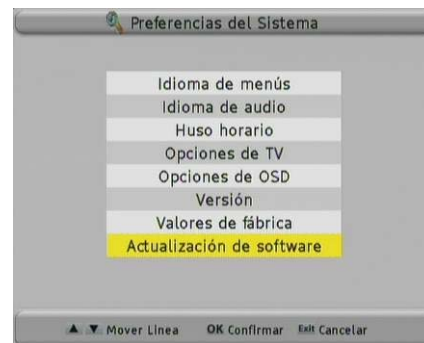 Preferencias del Sistema
Idioma de menús
Idioma de audio
Huso horario
Opciones de TV
Opciones de OSD
Versión
Valores de fábrica
Actualización de software
▲ ▼ Mover Linea OK Confirmar Exit Cancelar